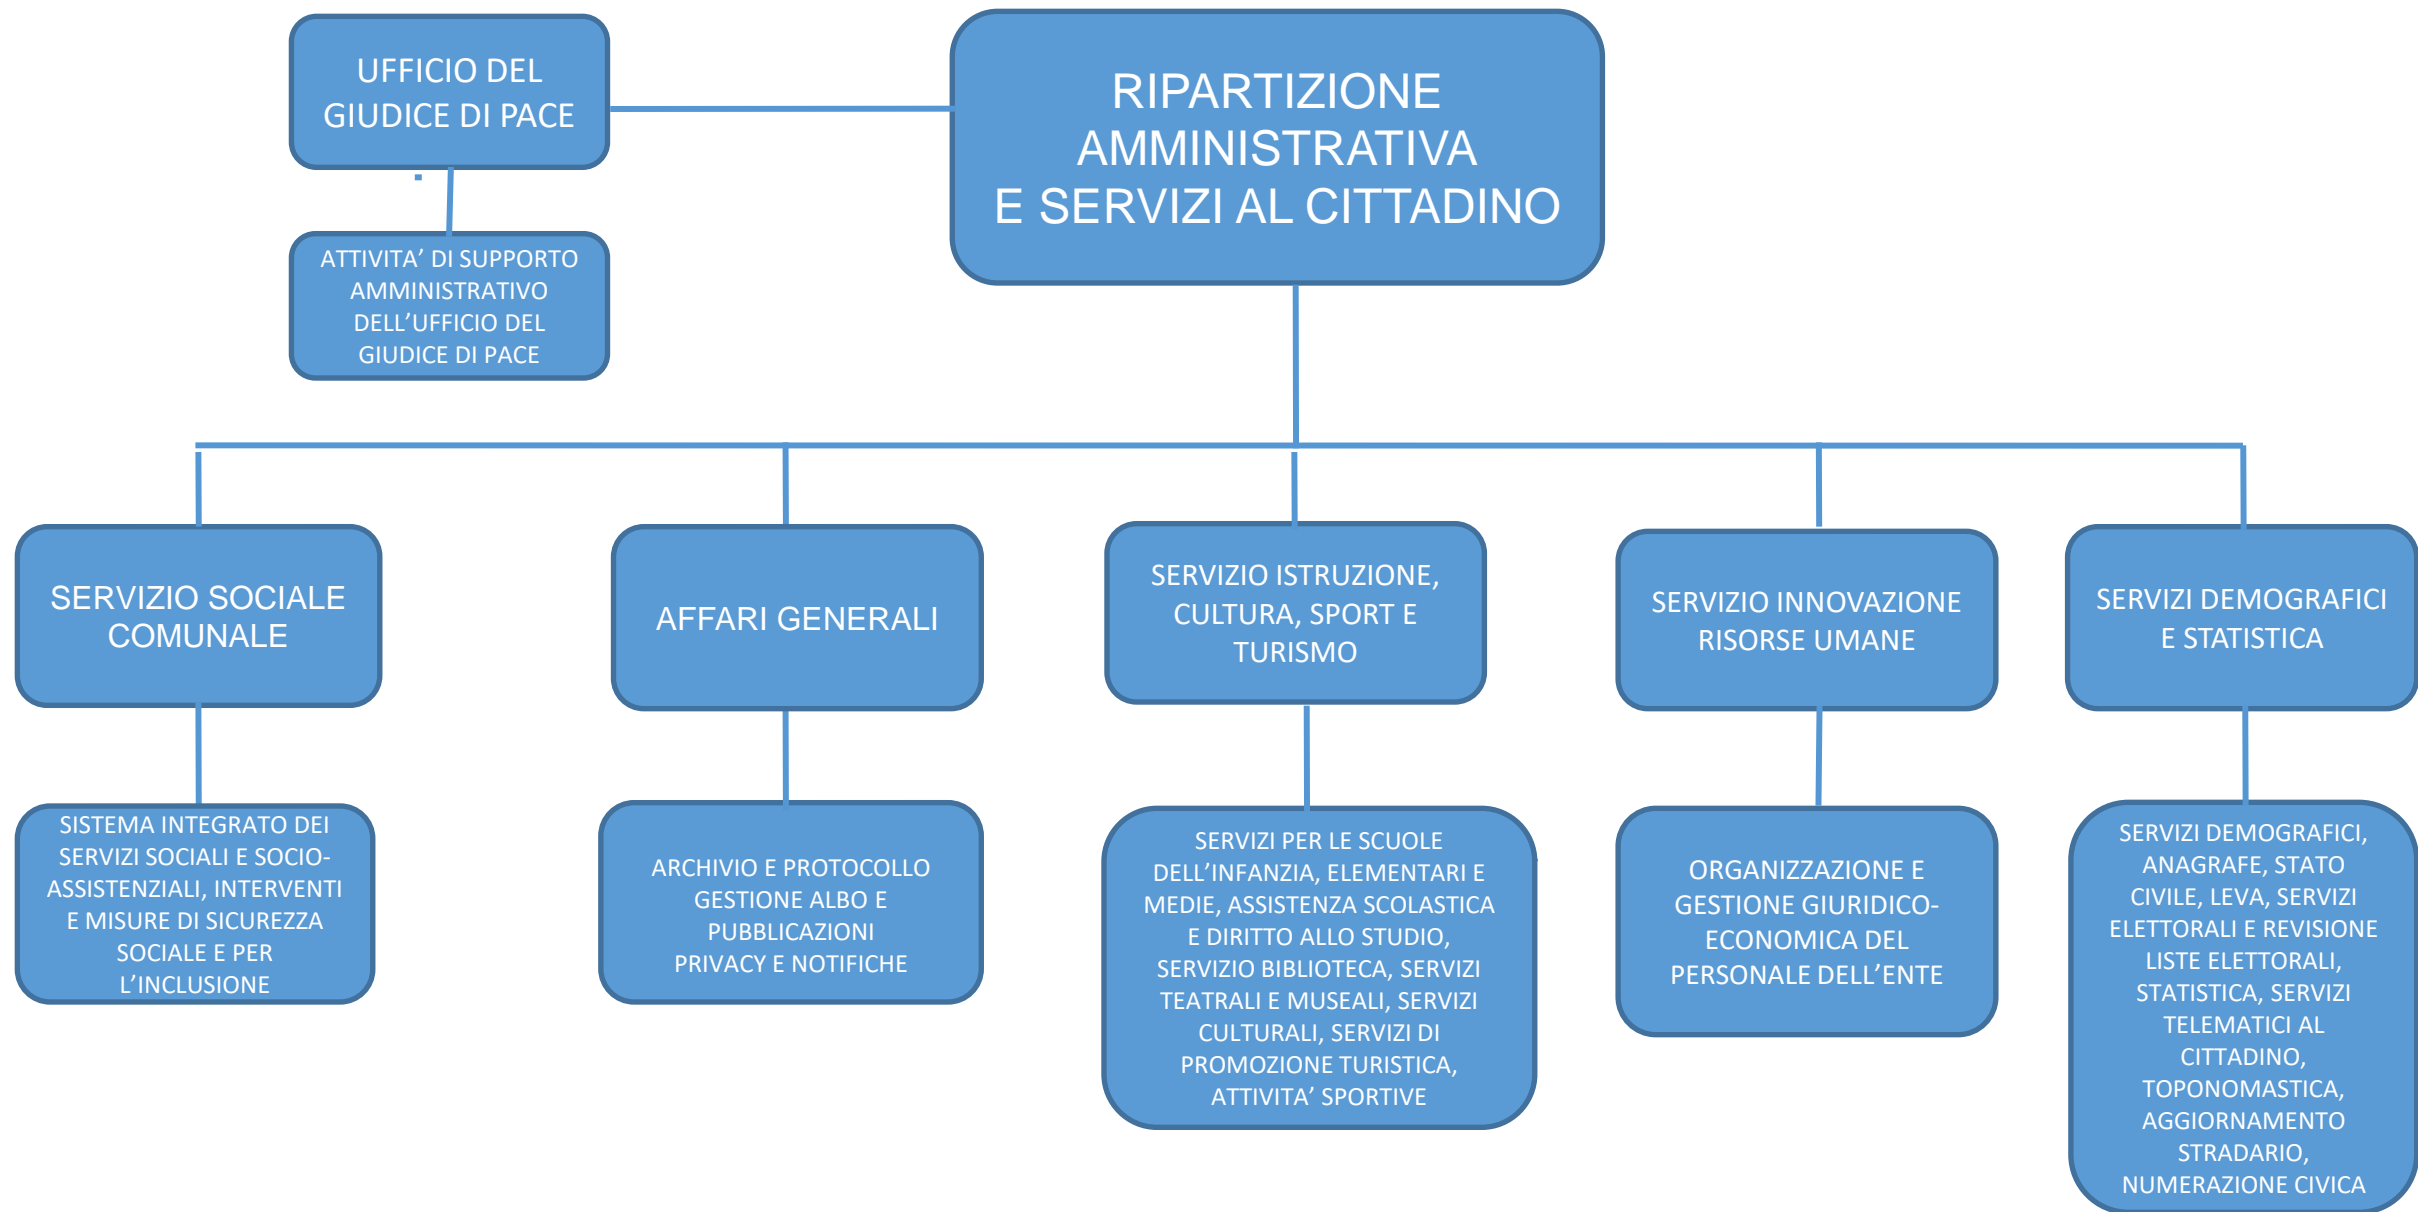 UFFICIO DEL
GIUDICE DI PACE
RIPARTIZIONE
AMMINISTRATIVA
E SERVIZI AL CITTADINO
ATTIVITA’ DI SUPPORTO
AMMINISTRATIVO
DELL’UFFICIO DEL
GIUDICE DI PACE
SERVIZIO SOCIALE
COMUNALE
AFFARI GENERALI
SERVIZIO ISTRUZIONE,
CULTURA, SPORT E
TURISMO
SERVIZIO INNOVAZIONE
RISORSE UMANE
SERVIZI DEMOGRAFICI
E STATISTICA
SISTEMA INTEGRATO DEI
SERVIZI SOCIALI E SOCIO-
ASSISTENZIALI, INTERVENTI
E MISURE DI SICUREZZA
SOCIALE E PER
L’INCLUSIONE
ARCHIVIO E PROTOCOLLO
GESTIONE ALBO E
PUBBLICAZIONI
PRIVACY E NOTIFICHE
SERVIZI PER LE SCUOLE
DELL’INFANZIA, ELEMENTARI E
MEDIE, ASSISTENZA SCOLASTICA
E DIRITTO ALLO STUDIO,
SERVIZIO BIBLIOTECA, SERVIZI
TEATRALI E MUSEALI, SERVIZI
CULTURALI, SERVIZI DI
PROMOZIONE TURISTICA,
ATTIVITA’ SPORTIVE
ORGANIZZAZIONE E
GESTIONE GIURIDICO-
ECONOMICA DEL
PERSONALE DELL’ENTE
SERVIZI DEMOGRAFICI,
ANAGRAFE, STATO
CIVILE, LEVA, SERVIZI
ELETTORALI E REVISIONE
LISTE ELETTORALI,
STATISTICA, SERVIZI
TELEMATICI AL
CITTADINO,
TOPONOMASTICA,
AGGIORNAMENTO
STRADARIO,
NUMERAZIONE CIVICA